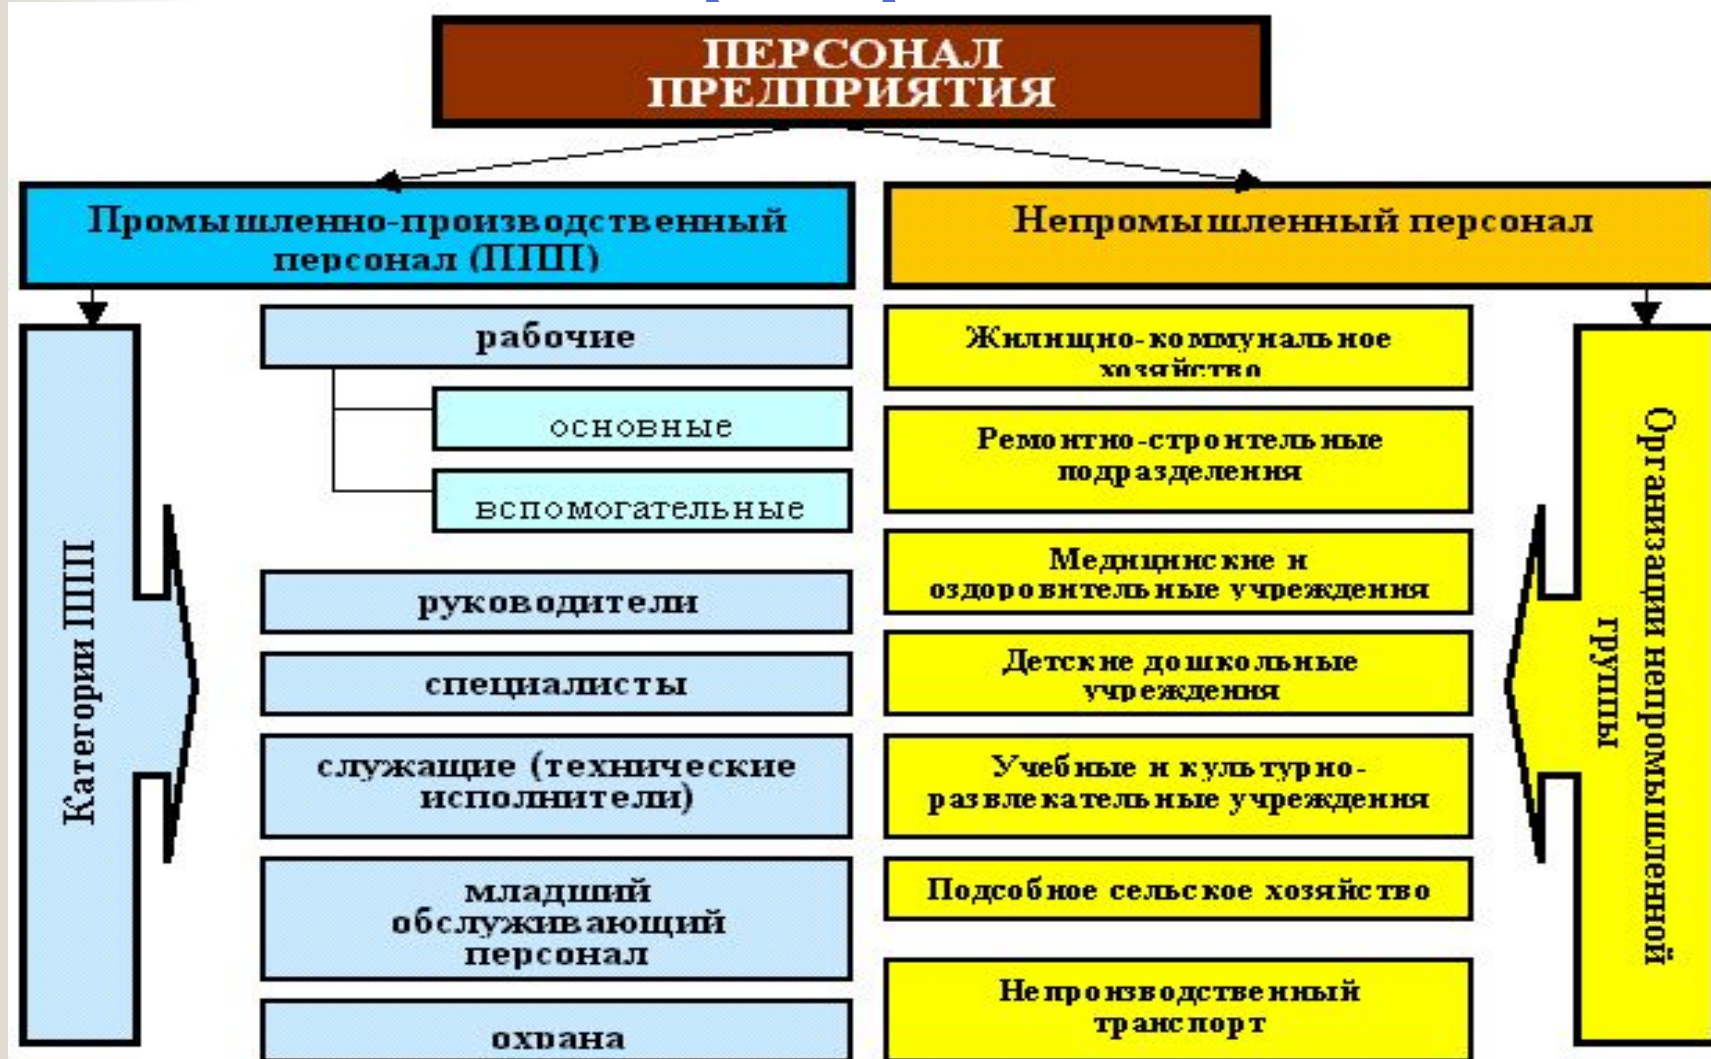 ПЕРСОНАЛ
ПРЕДПРИЯТИЯ
Промышленно-производственный
персонал (ППП)
Непромышленный персонал
Категории ППП
рабочие
основные
вспомогательные
руководители
специалисты
служащие (технические
исполнители)
младший
обслуживающий
персонал
охрана
Жилищно-коммунальное
хозяйство
Ремонтно-строительные
подразделения
Медицинские и
оздоровительные учреждения
Детские дошкольные
учреждения
Учебные и культурно-
развлекательные учреждения
Подсобное сельское хозяйство
Непроизводственный
транспорт
Организации непромышленной
группы